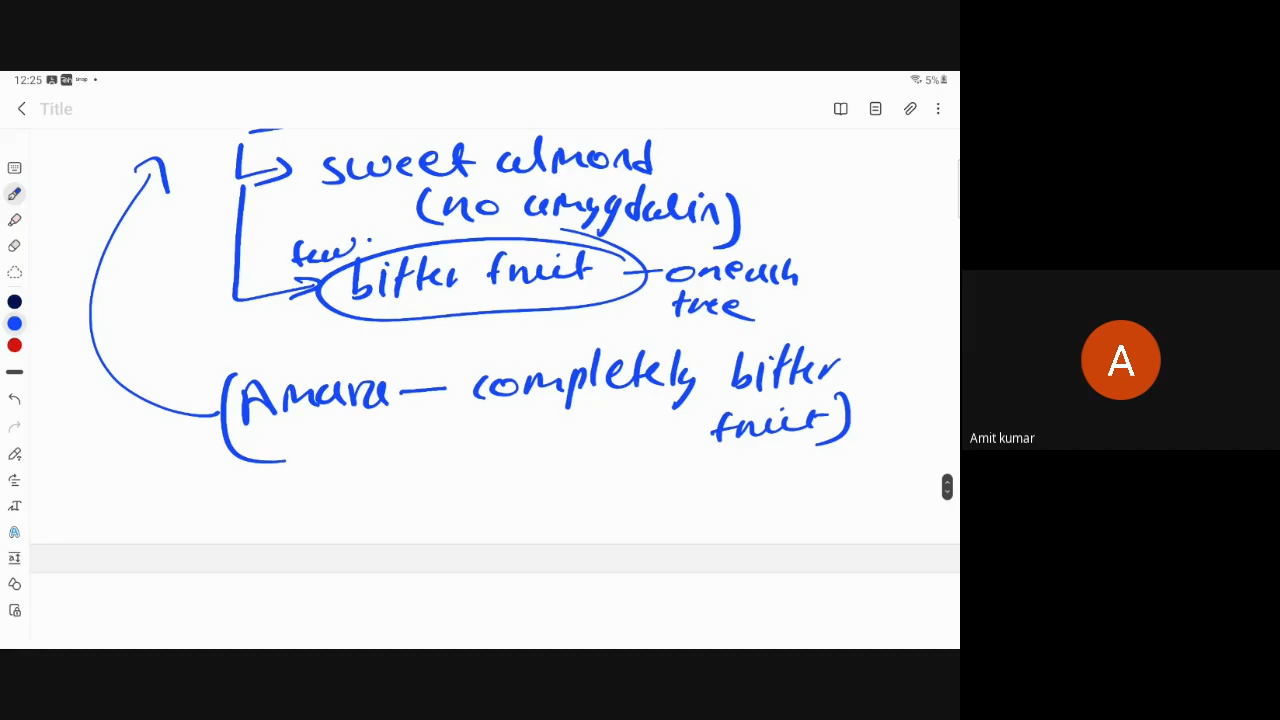 12:25
5%
Title
sweet almond
(no amygdalin)
few
bitter fruit — on each
tree
(Amara — completely bitter
fruit)
A
Amit kumar